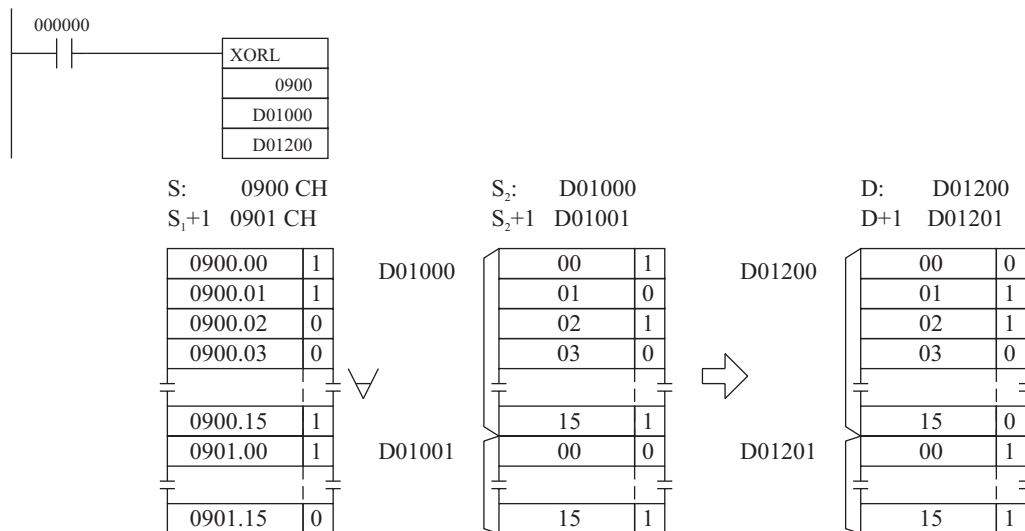 000000
XORL
0900
D01000
D01200
S: 0900 CH S₂: D01000 D: D01200
S₁+1 0901 CH S₂+1 D01001 D+1 D01201
0900.00 1 D01000 00 1 D01200 00 0
0900.01 1 01 0 01 1
0900.02 0 02 1 02 1
0900.03 0 03 0 03 0
0900.15 1 15 1 15 0
0901.00 1 D01001 00 0 D01201 00 1
0901.15 0 15 1 15 1